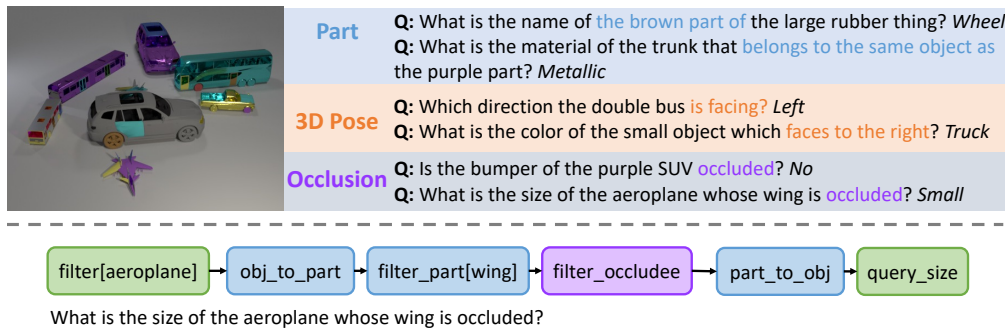 Part
Q: What is the name of the brown part of the large rubber thing? Wheel
Q: What is the material of the trunk that belongs to the same object as
the purple part? Metallic
3D Pose
Q: Which direction the double bus is facing? Left
Q: What is the color of the small object which faces to the right? Truck
Occlusion
Q: Is the bumper of the purple SUV occluded? No
Q: What is the size of the aeroplane whose wing is occluded? Small
filter[aeroplane]
obj_to_part
filter_part[wing]
filter_occludee
part_to_obj
query_size
What is the size of the aeroplane whose wing is occluded?